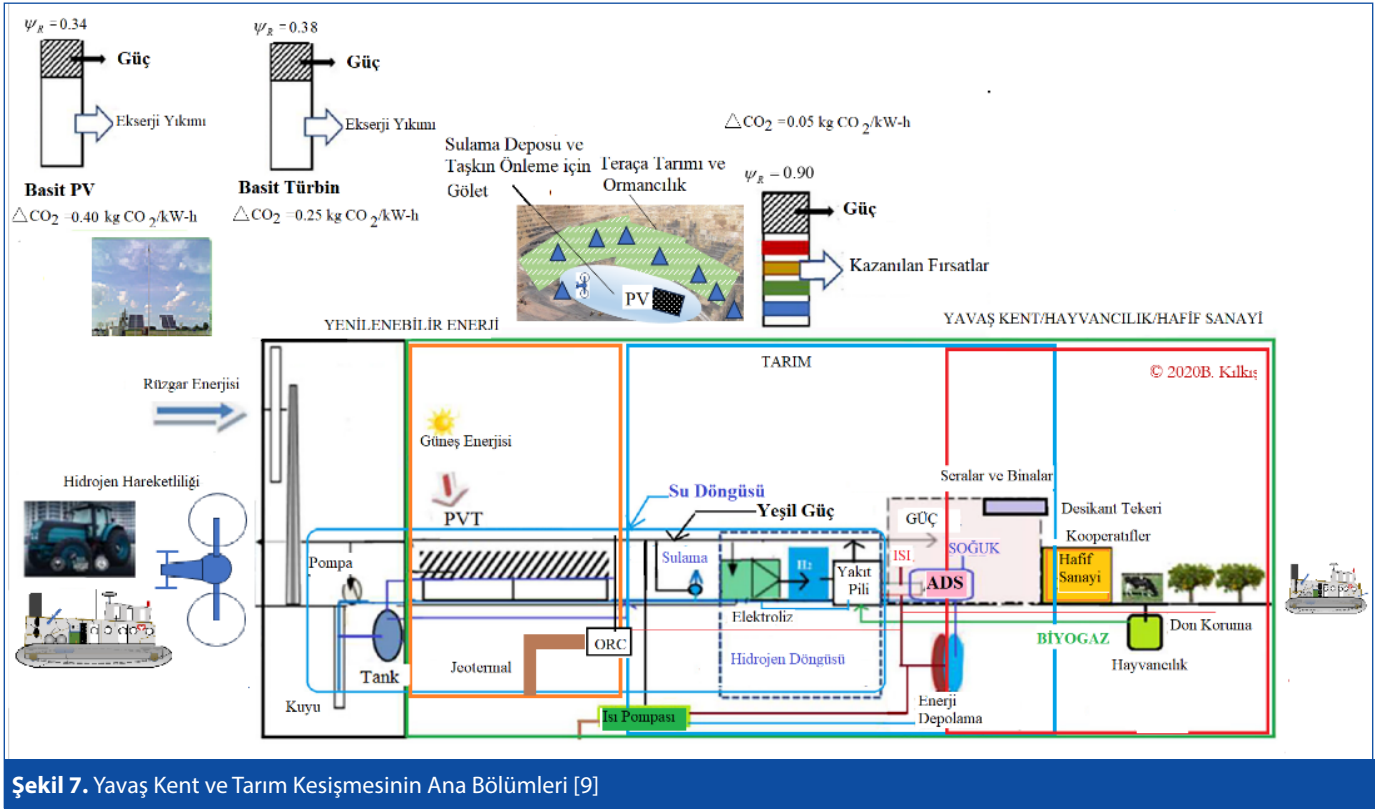 ψR =0.34
Güç
Ekserji Yıkımı
Basit PV
△CO2 =0.40 kg CO2/kW-h
ψR =0.38
Güç
Ekserji Yıkımı
Basit Türbin
△CO2 =0.25 kg CO2/kW-h
Sulama Deposu ve
Taşkın Önleme için
Gölet
Teraça Tarımı ve
Ormancılık
PV
△CO2 =0.05 kg CO2/kW-h
ψR = 0.90
Güç
Kazanılan Fırsatlar
YENİLENEBİLİR ENERJİ
YAVAŞ KENT/HAYVANCILIK/HAFİF SANAYİ
TARIM
© 2020B. Kılkış
Rüzgar Enerjisi
Güneş Enerjisi
Hidrojen Hareketliliği
PVT
Su Döngüsü
Yeşil Güç
Seralar ve Binalar
Desikant Tekeri
GÜÇ
Kooperatifler
Pompa
Sulama
H2
Yakıt
Pili
ISI
SOĞUK
ADS
Hafif
Sanayi
Elektroliz
ORC
BİYOGAZ
Don Koruma
Jeotermal
Tank
Hidrojen Döngüsü
Hayvancılık
Kuyu
Isı Pompası
Enerji
Depolama
Şekil 7. Yavaş Kent ve Tarım Kesişmesinin Ana Bölümleri [9]